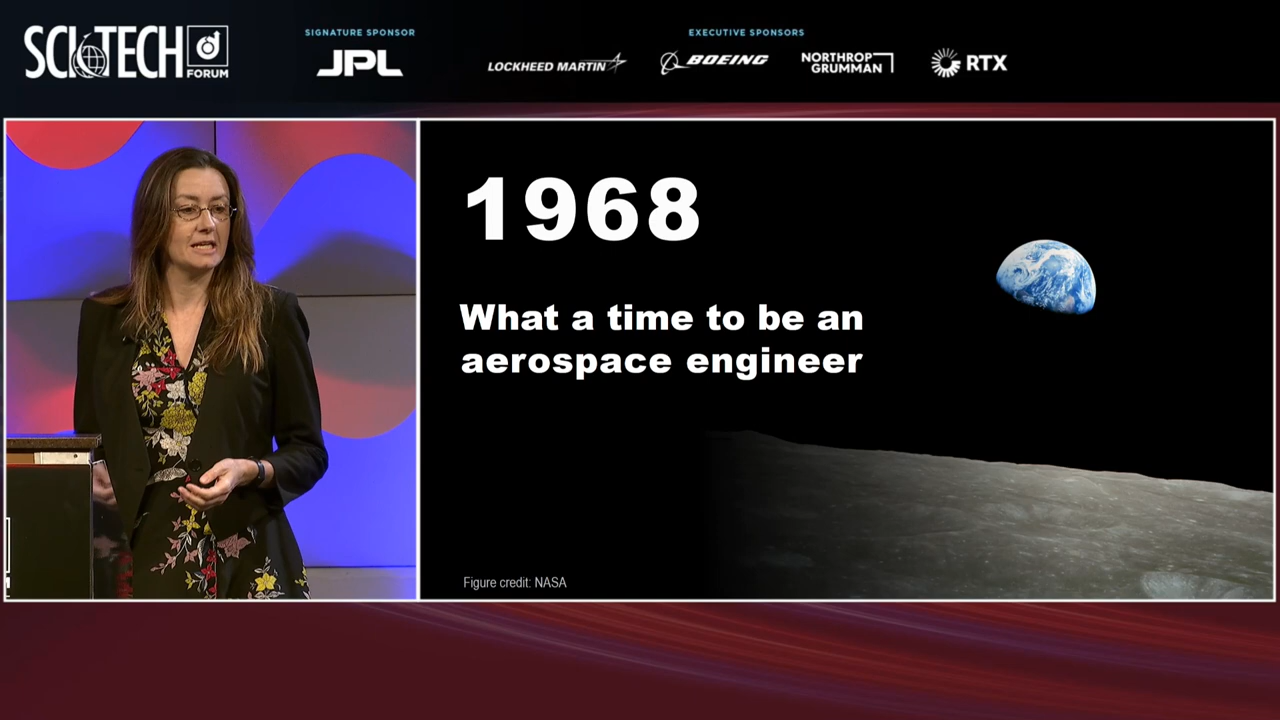 SCITECH
FORUM
SIGNATURE SPONSOR
JPL
EXECUTIVE SPONSORS
LOCKHEED MARTIN
BOEING
NORTHROP
GRUMMAN
RTX
1968
What a time to be an
aerospace engineer
Figure credit: NASA